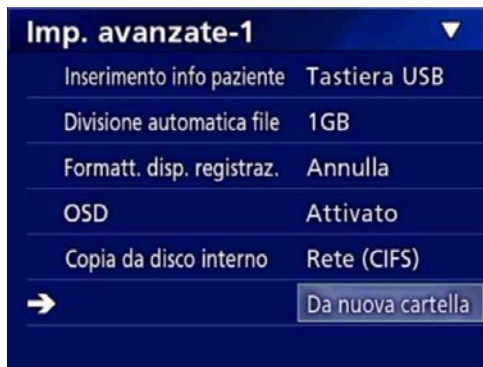 Imp. avanzate-1 ▼
Inserimento info paziente Tastiera USB
Divisione automatica file 1GB
Formatt. disp. registraz. Annulla
OSD Attivato
Copia da disco interno Rete (CIFS)
➔ Da nuova cartella